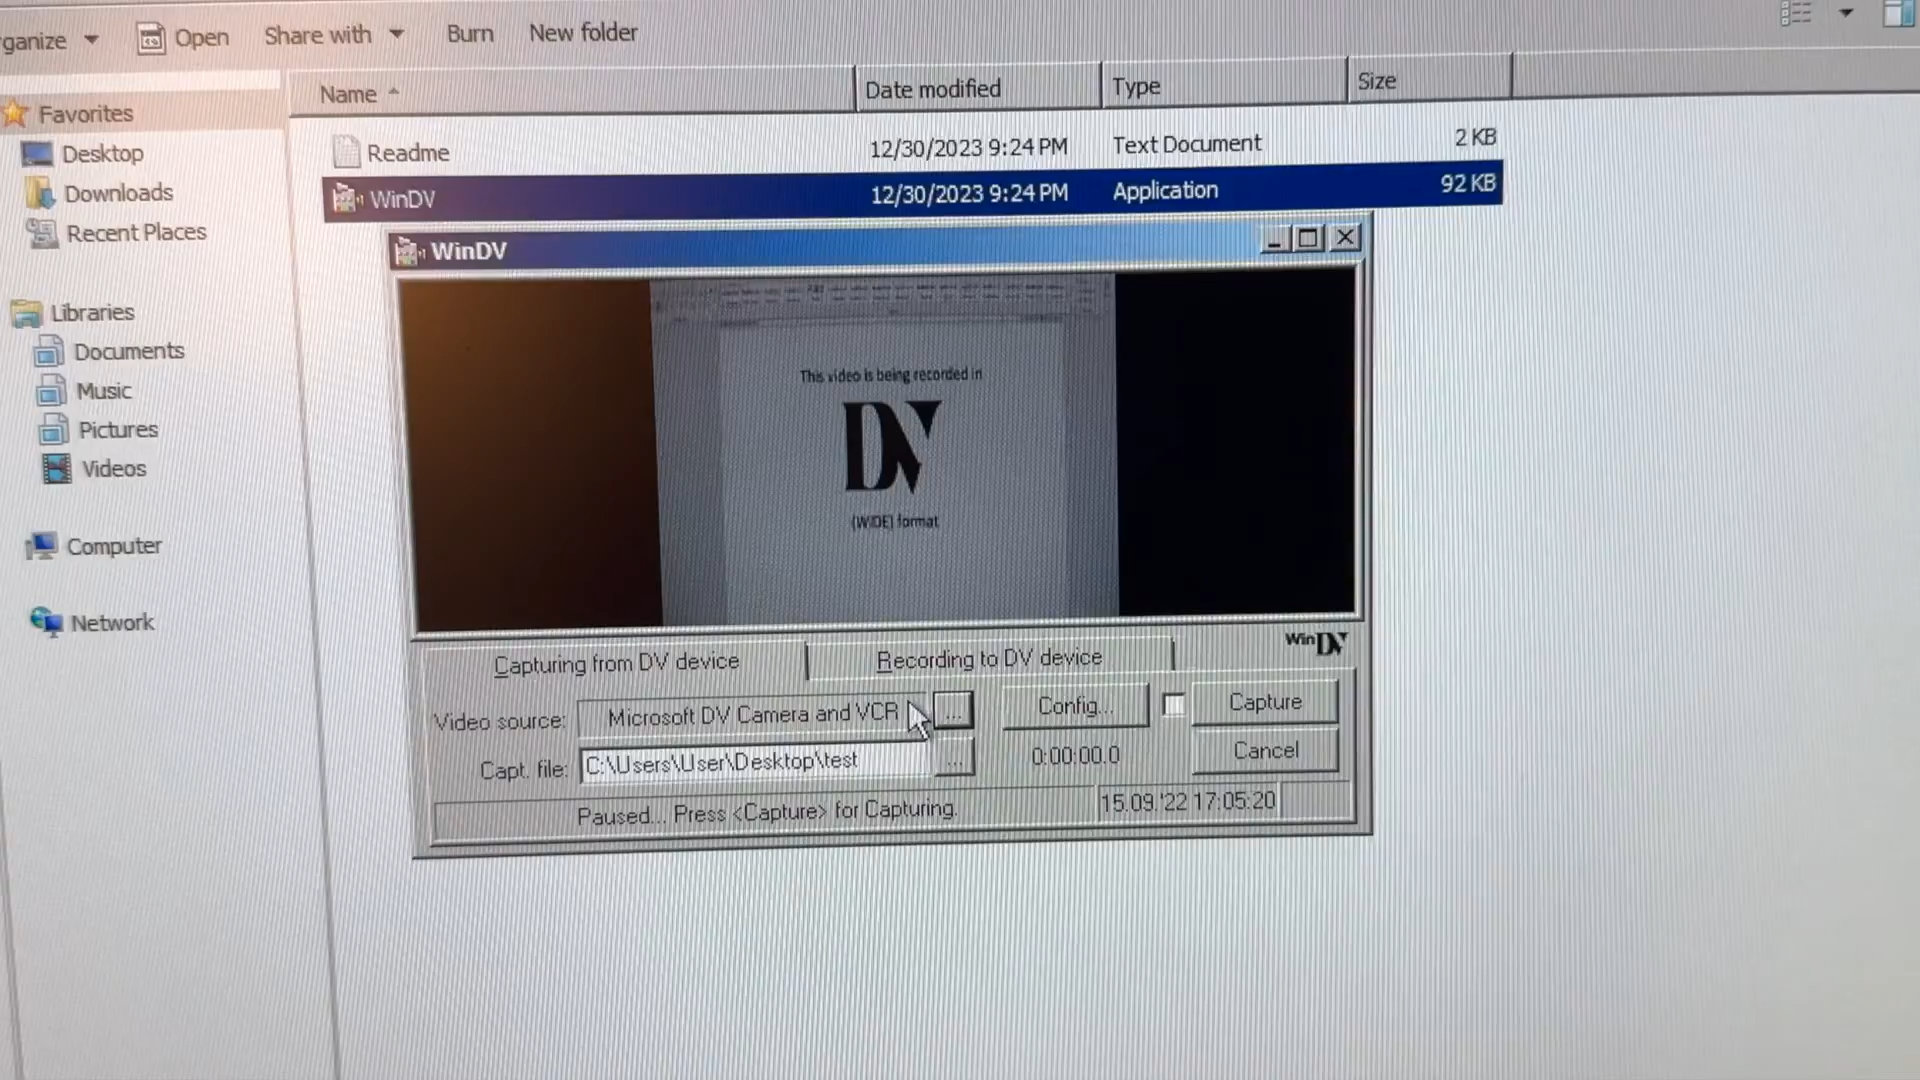 ganize Open Share with Burn New folder
Name Date modified Type Size
Favorites
Desktop
Downloads
Recent Places
Libraries
Documents
Music
Pictures
Videos
Computer
Network
Readme 12/30/2023 9:24 PM Text Document 2 KB
WinDV 12/30/2023 9:24 PM Application 92 KB
WinDV
This video is being recorded in
DV
(WIDE) format
Capturing from DV device Recording to DV device WinDV
Video source: Microsoft DV Camera and VCR ... Config... Capture
Capt. file: C:\Users\User\Desktop\test ... 0:00:00.0 Cancel
Paused... Press <Capture> for Capturing. 15.09.'22 17:05:20